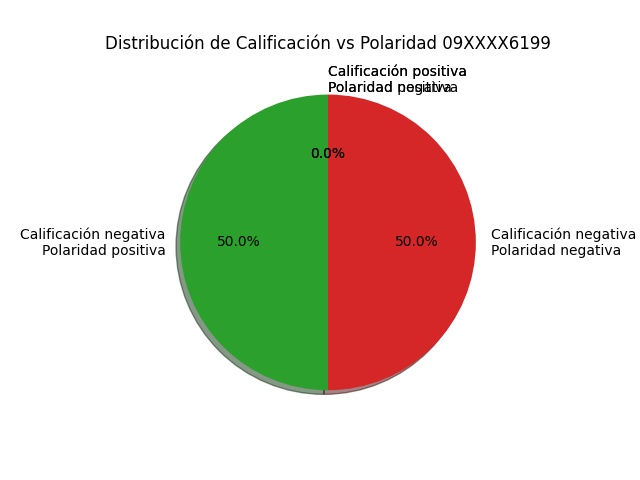 Distribución de Calificación vs Polaridad 09XXXX6199
Calificación positiva
Polaridad
0.0%
Calificación negativa
Polaridad positiva
50.0%
50.0%
Calificación negativa
Polaridad negativa